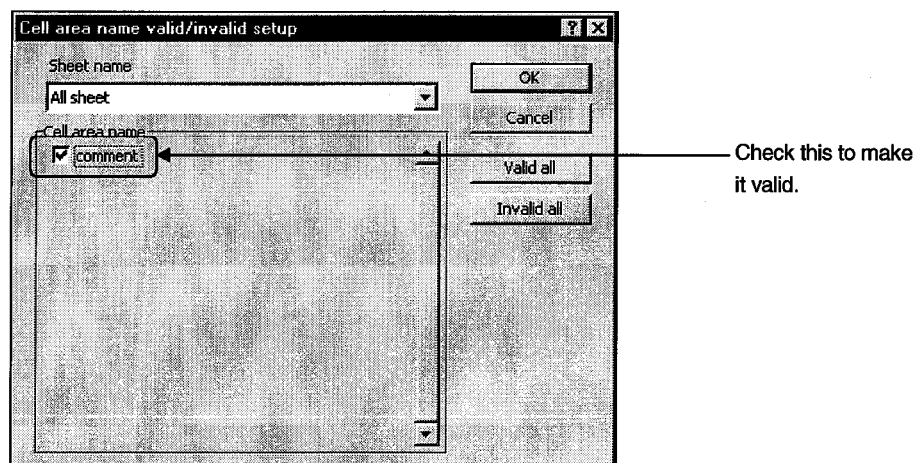 Cell area name valid/invalid setup
Sheet name
All sheet
OK
Cancel
Cell area name
comment
Valid all
Invalid all
Check this to make
it valid.